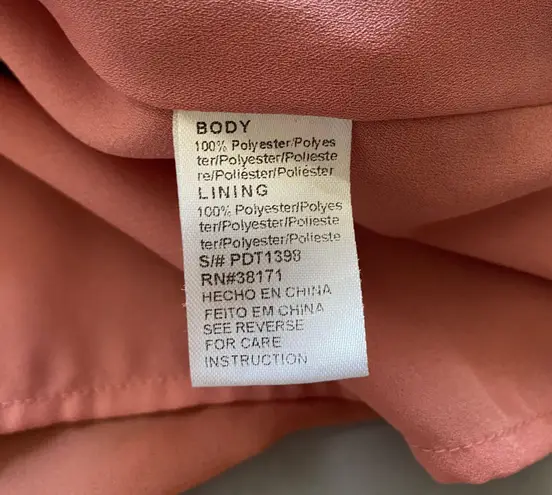 BODY
100% Polyester/Polyes
ter/Polyester/Polieste
re/Poliéster/Poliéster
LINING
100% Polyester/Polyes
ter/Polyester/Polieste
ter/Polyester/Polieste
S/# PDT1398
RN#38171
HECHO EN CHINA
FEITO EM CHINA
SEE REVERSE
FOR CARE
INSTRUCTION